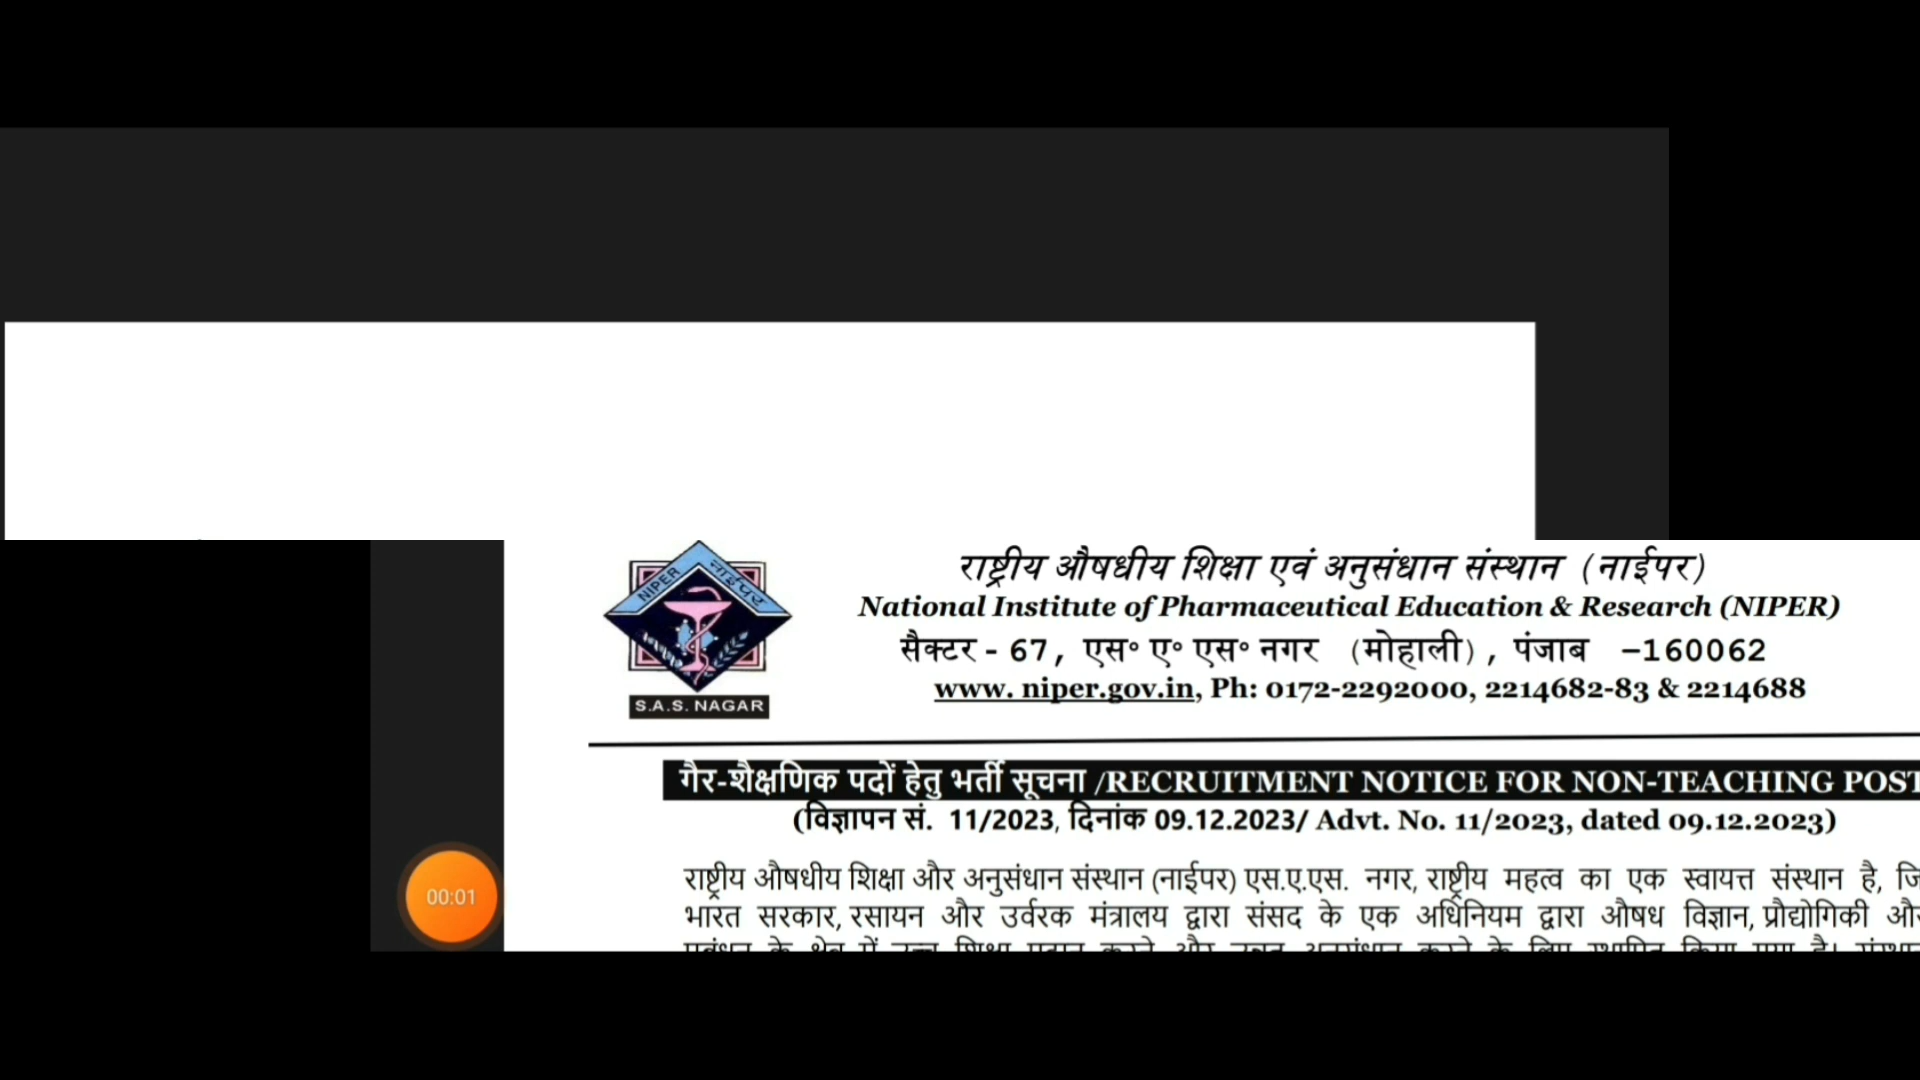 राष्ट्रीय औषधीय शिक्षा एवं अनुसंधान संस्थान (नाईपर)
National Institute of Pharmaceutical Education & Research (NIPER)
सैक्टर - 67, एस॰ ए॰ एस॰ नगर (मोहाली), पंजाब –160062
www. niper.gov.in, Ph: 0172-2292000, 2214682-83 & 2214688
NIPER नाईपर
S.A.S. NAGAR
गैर-शैक्षणिक पदों हेतु भर्ती सूचना /RECRUITMENT NOTICE FOR NON-TEACHING POST
(विज्ञापन सं. 11/2023, दिनांक 09.12.2023/ Advt. No. 11/2023, dated 09.12.2023)
राष्ट्रीय औषधीय शिक्षा और अनुसंधान संस्थान (नाईपर) एस.ए.एस. नगर, राष्ट्रीय महत्व का एक स्वायत्त संस्थान है,
भारत सरकार, रसायन और उर्वरक मंत्रालय द्वारा संसद के एक अधिनियम द्वारा औषध विज्ञान, प्रौद्योगिकी
00:01